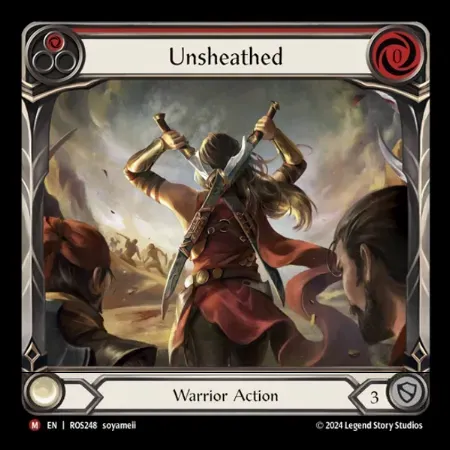 Unsheathed
0
Warrior Action
3
M EN | ROS248 soyameii
© 2024 Legend Story Studios